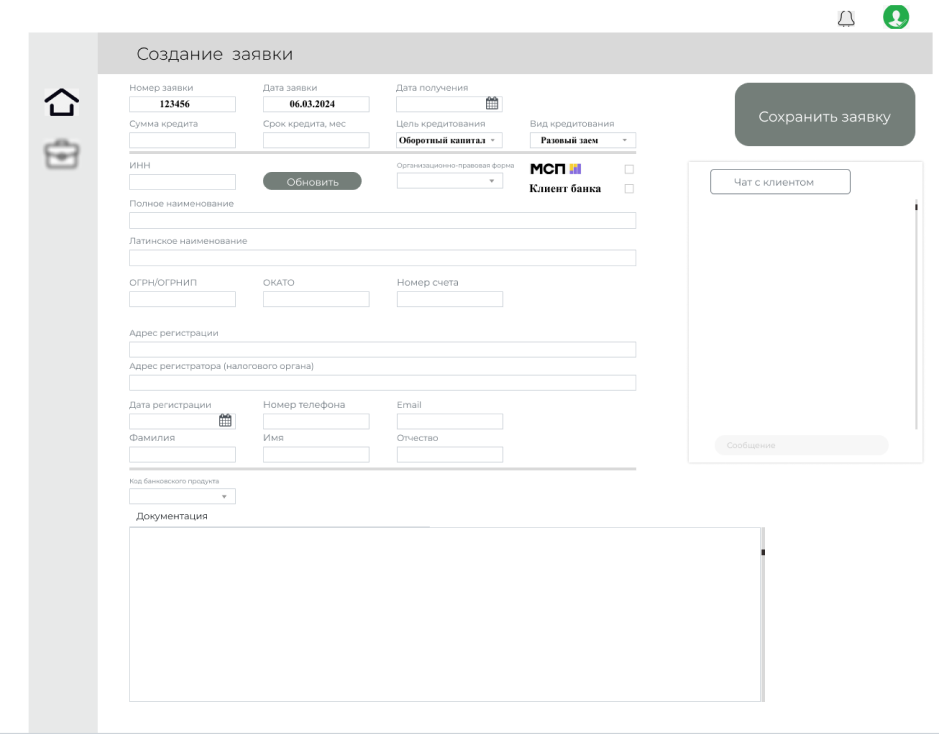 Создание заявки
Номер заявки Дата заявки Дата получения
123456 06.03.2024
Сохранить заявку
Сумма кредита Срок кредита, мес Цель кредитования Вид кредитования
Оборотный капитал Разовый заем
ИНН Организационно-правовая форма МСП
Обновить
Клиент банка
Чат с клиентом
Полное наименование
Латинское наименование
ОГРН/ОГРНИП ОКАТО Номер счета
Адрес регистрации
Адрес регистратора (налогового органа)
Дата регистрации Номер телефона Email
Фамилия Имя Отчество
Сообщение
Код банковского продукта
Документация